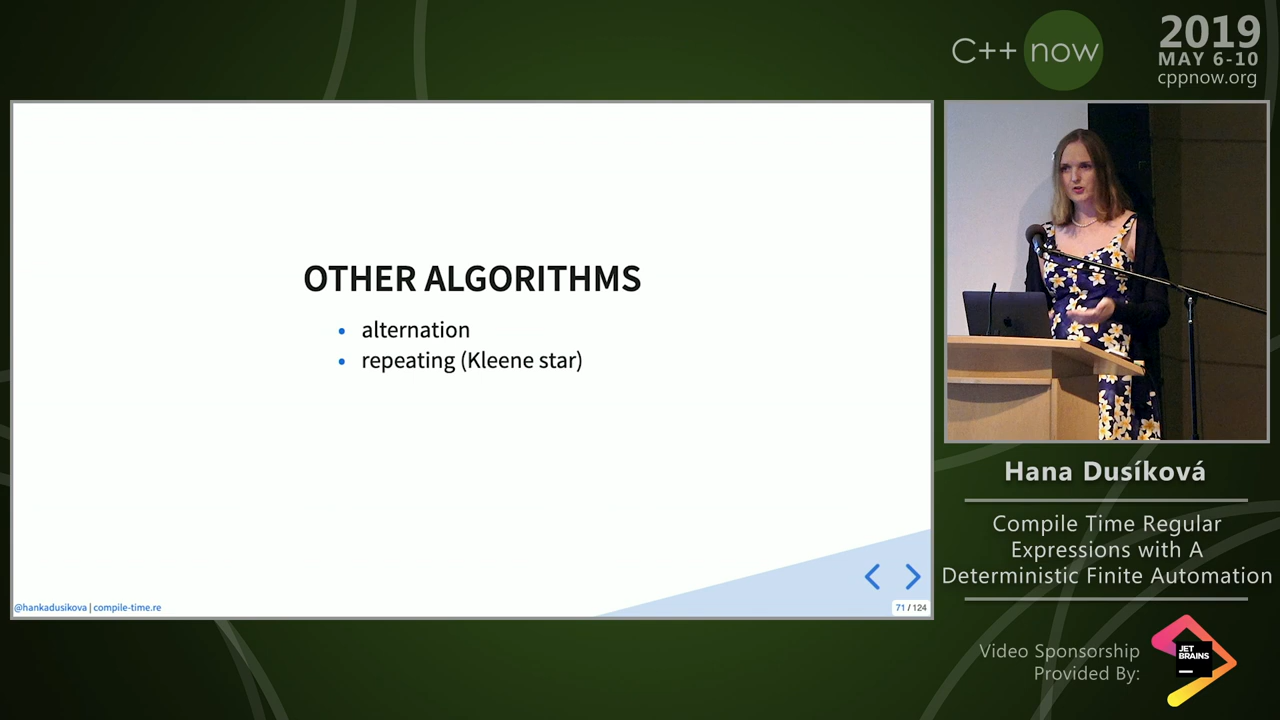 C++ now
2019
MAY 6-10
cppnow.org
OTHER ALGORITHMS
• alternation
• repeating (Kleene star)
@hankadusikova | compile-time.re
71 / 124
Hana Dusíková
Compile Time Regular
Expressions with A
Deterministic Finite Automation
Video Sponsorship
Provided By:
JET
BRAINS